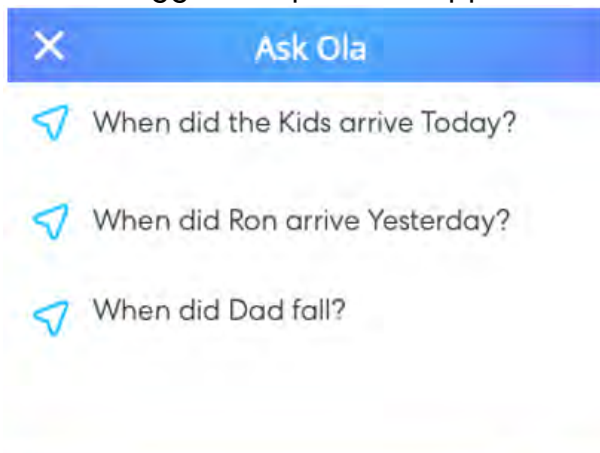 Ask Ola
When did the Kids arrive Today?
When did Ron arrive Yesterday?
When did Dad fall?